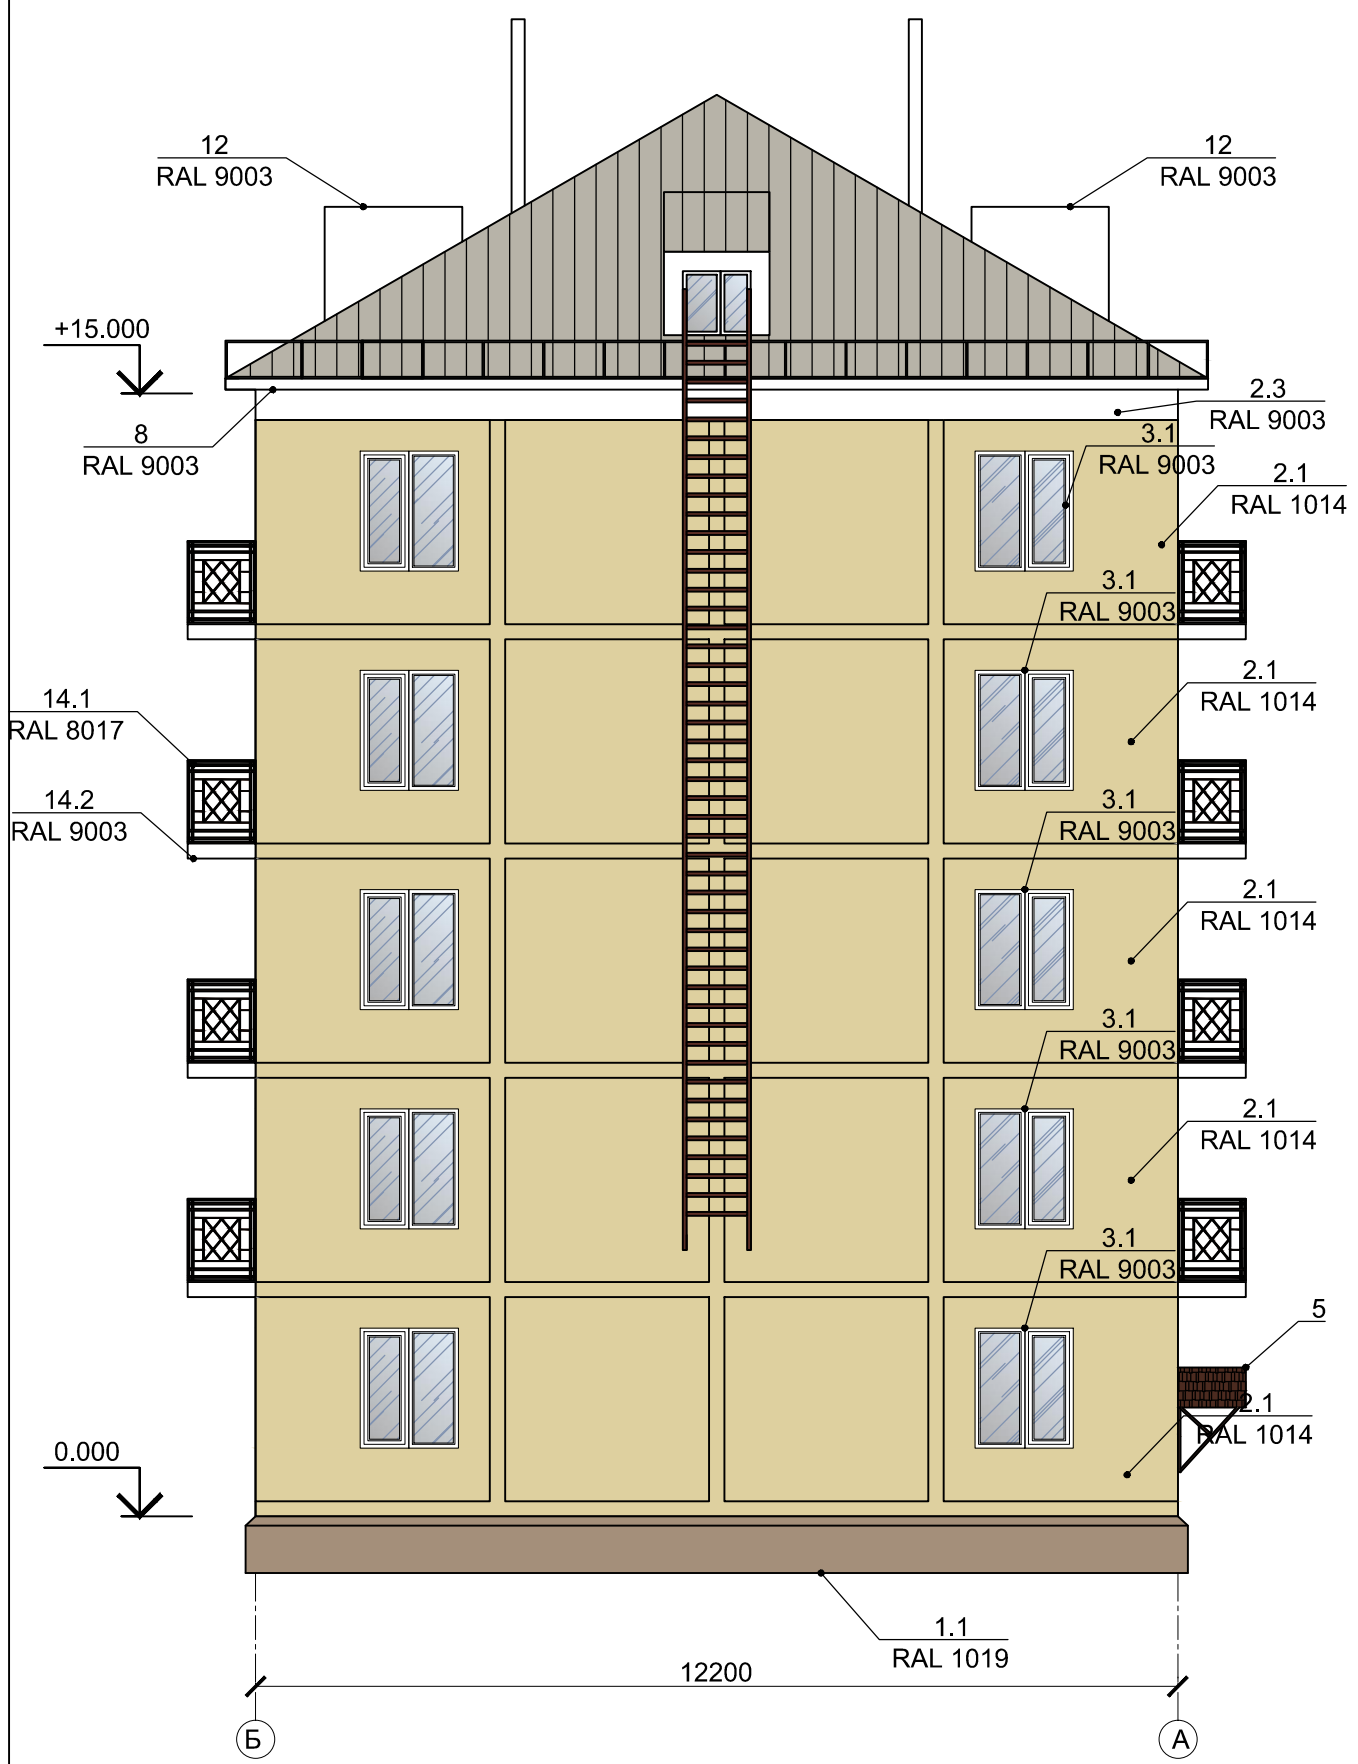 12
RAL 9003
12
RAL 9003
+15.000
8
RAL 9003
2.3
RAL 9003
3.1
RAL 9003
2.1
RAL 1014
3.1
RAL 9003
2.1
RAL 1014
14.1
RAL 8017
14.2
RAL 9003
3.1
RAL 9003
2.1
RAL 1014
3.1
RAL 9003
2.1
RAL 1014
3.1
RAL 9003
5
2.1
RAL 1014
0.000
1.1
RAL 1019
12200
Б
А